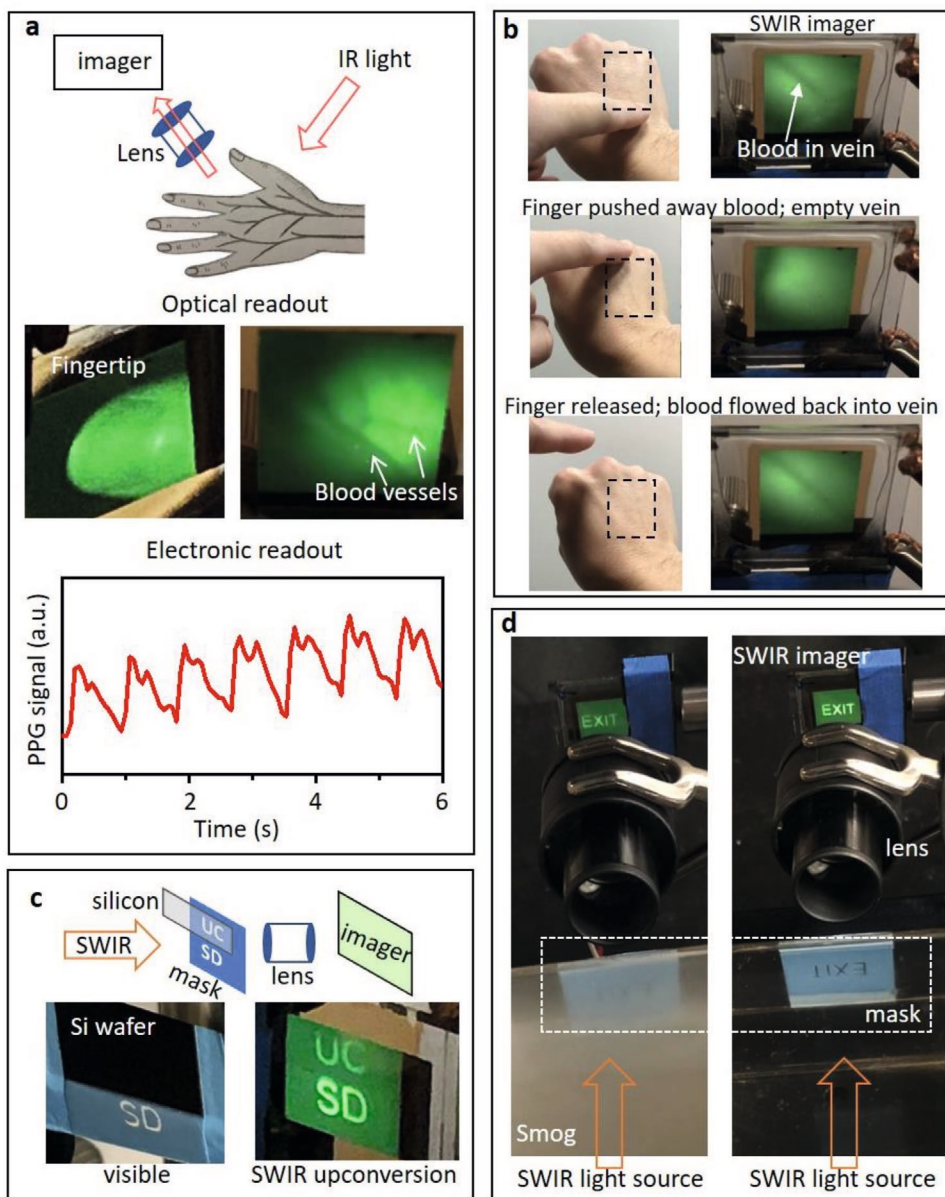 a
imager
IR light
Lens
Optical readout
Fingertip
Blood vessels
Electronic readout
PPG signal (a.u.)
0
2
4
6
Time (s)
b
SWIR imager
Blood in vein
Finger pushed away blood; empty vein
Finger released; blood flowed back into vein
c
silicon
SWIR
UC
SD
mask
lens
imager
Si wafer
SD
visible
UC
SD
SWIR upconversion
d
SWIR imager
EXIT
EXIT
lens
EXIT
mask
Smog
SWIR light source
SWIR light source